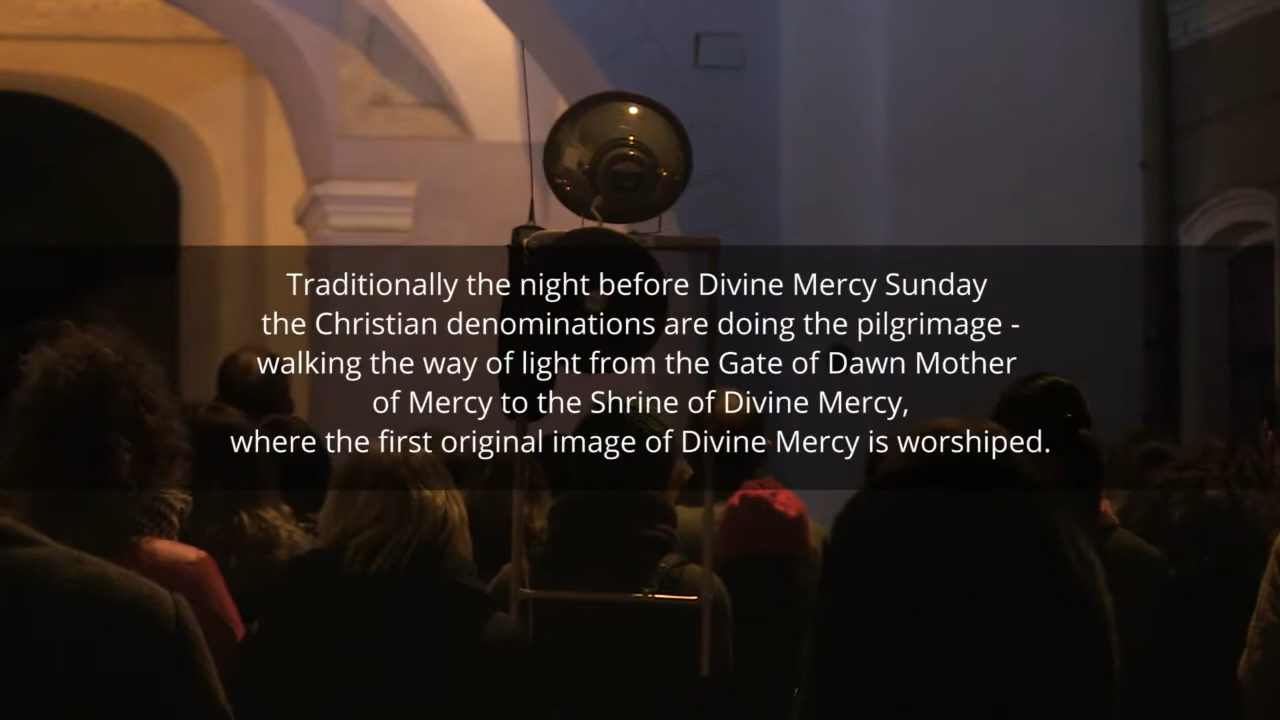 Traditionally the night before Divine Mercy Sunday
the Christian denominations are doing the pilgrimage -
walking the way of light from the Gate of Dawn Mother
of Mercy to the Shrine of Divine Mercy,
where the first original image of Divine Mercy is worshiped.